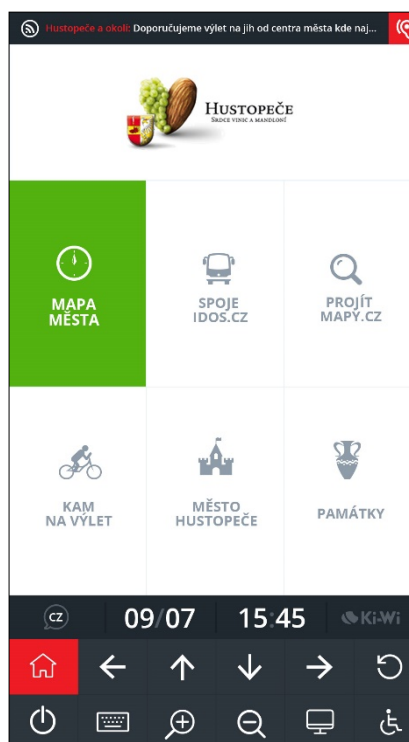 Hustopeče a okolí: Doporučujeme výlet na jih od centra města kde naj...
HUSTOPEČE
SRDCE VINIC A MANDLONÍ
MAPA
MĚSTA
SPOJE
IDOS.CZ
PROJÍT
MAPY.CZ
KAM
NA VÝLET
MĚSTO
HUSTOPEČE
PAMÁTKY
CZ
09/07
15:45
Ki-Wi